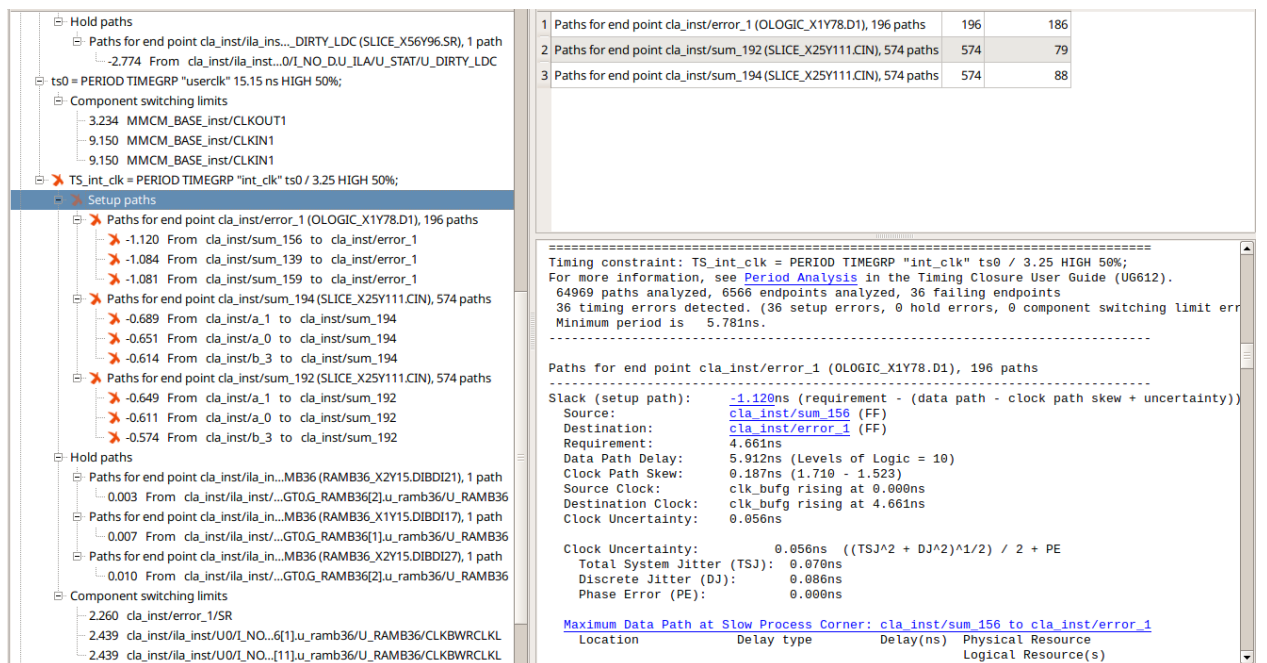 Hold paths
Paths for end point cla_inst/ila_ins..._DIRTY_LDC (SLICE_X56Y96.SR), 1 path
-2.774 From cla_inst/ila_inst...0/I_NO_D.U_ILA/U_STAT/U_DIRTY_LDC
ts0 = PERIOD TIMEGRP "userclk" 15.15 ns HIGH 50%;
Component switching limits
3.234 MMCM_BASE_inst/CLKOUT1
9.150 MMCM_BASE_inst/CLKIN1
9.150 MMCM_BASE_inst/CLKIN1
TS_int_clk = PERIOD TIMEGRP "int_clk" ts0 / 3.25 HIGH 50%;
Setup paths
Paths for end point cla_inst/error_1 (OLOGIC_X1Y78.D1), 196 paths
-1.120 From cla_inst/sum_156 to cla_inst/error_1
-1.084 From cla_inst/sum_139 to cla_inst/error_1
-1.081 From cla_inst/sum_159 to cla_inst/error_1
Paths for end point cla_inst/sum_194 (SLICE_X25Y111.CIN), 574 paths
-0.689 From cla_inst/a_1 to cla_inst/sum_194
-0.651 From cla_inst/a_0 to cla_inst/sum_194
-0.614 From cla_inst/b_3 to cla_inst/sum_194
Paths for end point cla_inst/sum_192 (SLICE_X25Y111.CIN), 574 paths
-0.649 From cla_inst/a_1 to cla_inst/sum_192
-0.611 From cla_inst/a_0 to cla_inst/sum_192
-0.574 From cla_inst/b_3 to cla_inst/sum_192
Hold paths
Paths for end point cla_inst/ila_in...MB36 (RAMB36_X2Y15.DIBDI21), 1 path
0.003 From cla_inst/ila_inst/...GT0.G_RAMB36[2].u_ramb36/U_RAMB36
Paths for end point cla_inst/ila_in...MB36 (RAMB36_X1Y15.DIBDI17), 1 path
0.007 From cla_inst/ila_inst/...GT0.G_RAMB36[1].u_ramb36/U_RAMB36
Paths for end point cla_inst/ila_in...MB36 (RAMB36_X2Y15.DIBDI27), 1 path
0.010 From cla_inst/ila_inst/...GT0.G_RAMB36[2].u_ramb36/U_RAMB36
Component switching limits
2.260 cla_inst/error_1/SR
2.439 cla_inst/ila_inst/U0/I_NO...6[1].u_ramb36/U_RAMB36/CLKBWRCLKL
2.439 cla_inst/ila_inst/U0/I_NO...[11].u_ramb36/U_RAMB36/CLKBWRCLKL
1 Paths for end point cla_inst/error_1 (OLOGIC_X1Y78.D1), 196 paths 196 186
2 Paths for end point cla_inst/sum_192 (SLICE_X25Y111.CIN), 574 paths 574 79
3 Paths for end point cla_inst/sum_194 (SLICE_X25Y111.CIN), 574 paths 574 88
================================================================================
Timing constraint: TS_int_clk = PERIOD TIMEGRP "int_clk" ts0 / 3.25 HIGH 50%;
For more information, see Period Analysis in the Timing Closure User Guide (UG612).
64969 paths analyzed, 6566 endpoints analyzed, 36 failing endpoints
36 timing errors detected. (36 setup errors, 0 hold errors, 0 component switching limit err
Minimum period is 5.781ns.
--------------------------------------------------------------------------------
Paths for end point cla_inst/error_1 (OLOGIC_X1Y78.D1), 196 paths
--------------------------------------------------------------------------------
Slack (setup path): -1.120ns (requirement - (data path - clock path skew + uncertainty))
Source: cla_inst/sum_156 (FF)
Destination: cla_inst/error_1 (FF)
Requirement: 4.661ns
Data Path Delay: 5.912ns (Levels of Logic = 10)
Clock Path Skew: 0.187ns (1.710 - 1.523)
Source Clock: clk_bufg rising at 0.000ns
Destination Clock: clk_bufg rising at 4.661ns
Clock Uncertainty: 0.056ns
Clock Uncertainty: 0.056ns ((TSJ^2 + DJ^2)^1/2) / 2 + PE
Total System Jitter (TSJ): 0.070ns
Discrete Jitter (DJ): 0.086ns
Phase Error (PE): 0.000ns
Maximum Data Path at Slow Process Corner: cla_inst/sum_156 to cla_inst/error_1
Location Delay type Delay(ns) Physical Resource
Logical Resource(s)